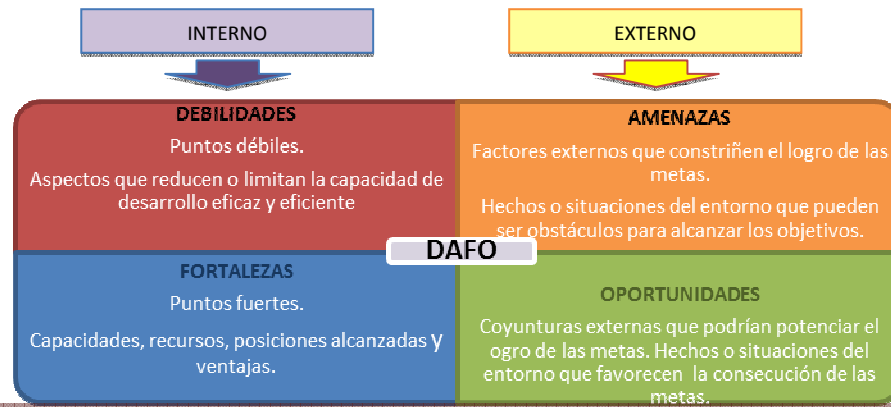 INTERNO
EXTERNO
DEBILIDADES
Puntos débiles.
Aspectos que reducen o limitan la capacidad de
desarrollo eficaz y eficiente
AMENAZAS
Factores externos que constriñen el logro de las
metas.
Hechos o situaciones del entorno que pueden
ser obstáculos para alcanzar los objetivos.
DAFO
FORTALEZAS
Puntos fuertes.
Capacidades, recursos, posiciones alcanzadas y
ventajas.
OPORTUNIDADES
Coyunturas externas que podrían potenciar el
ogro de las metas. Hechos o situaciones del
entorno que favorecen la consecución de las
metas.